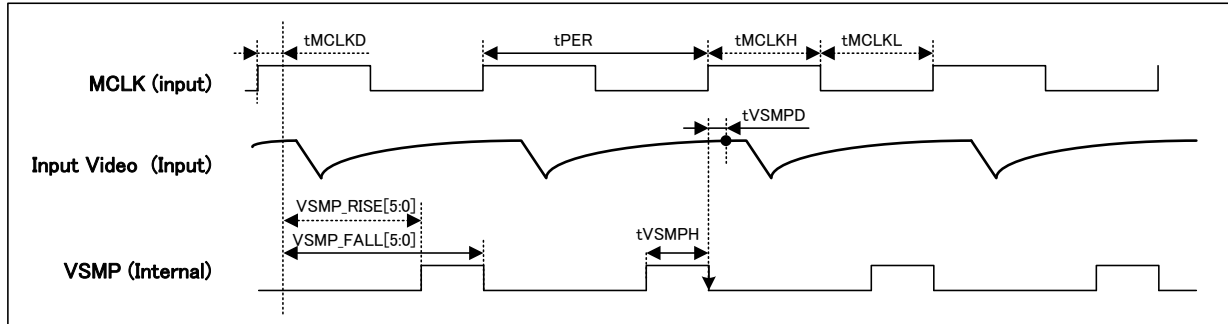 tMCLKD
tPER
tMCLKH
tMCLKL
MCLK (input)
tVSMPD
Input Video (Input)
VSMP_RISE[5:0]
VSMP_FALL[5:0]
tVSMPH
VSMP (Internal)